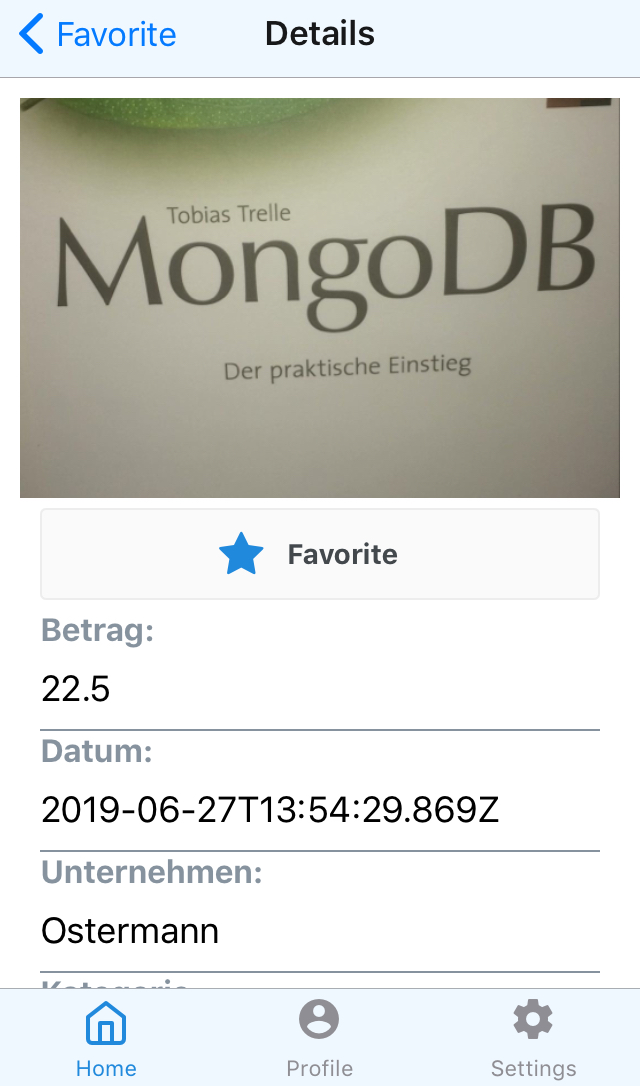 Favorite
Details
Tobias Trelle
MongoDB
Der praktische Einstieg
Favorite
Betrag:
22.5
Datum:
2019-06-27T13:54:29.869Z
Unternehmen:
Ostermann
Kategorie
Home
Profile
Settings